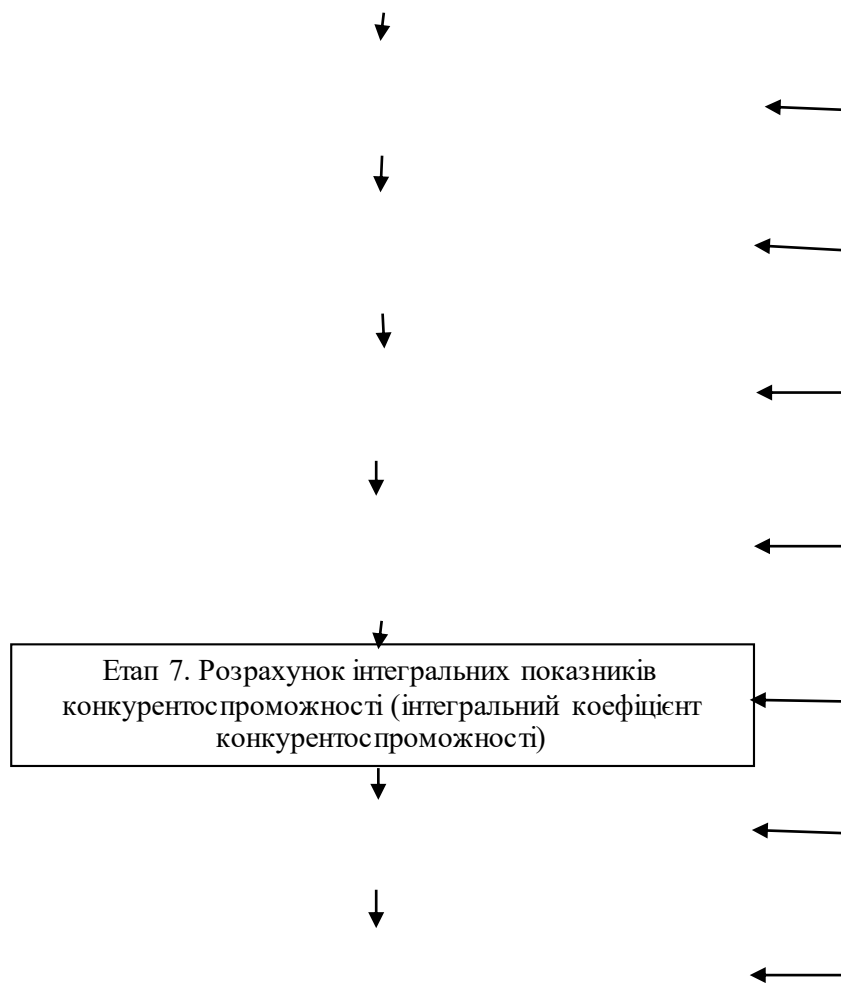 Етап 7. Розрахунок інтегральних показників
конкурентоспроможності (інтегральний коефіцієнт
конкурентоспроможності)